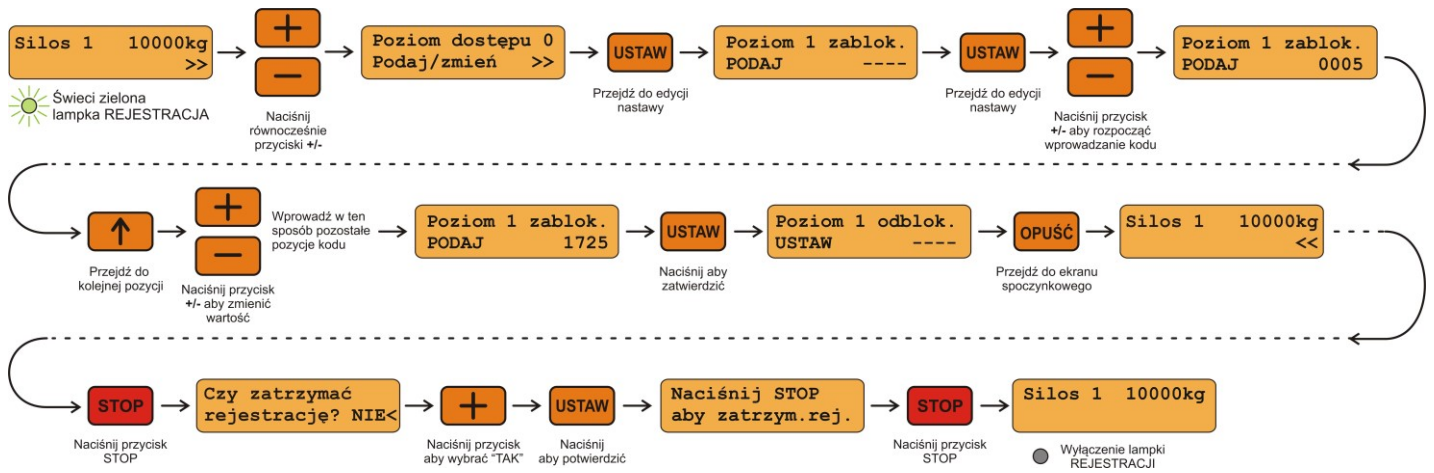 Silos 1 10000kg
>>
Świeci zielona
lampka REJESTRACJA
+
−
Naciśnij
równocześnie
przyciski +/-
Poziom dostępu 0
Podaj/zmień >>
USTAW
Przejdź do edycji
nastawy
Poziom 1 zablok.
PODAJ ----
USTAW
Przejdź do edycji
nastawy
+
−
Naciśnij przycisk
+/- aby rozpocząć
wprowadzanie kodu
Poziom 1 zablok.
PODAJ 0005
↑
Przejdź do
kolejnej pozycji
+
−
Naciśnij przycisk
+/- aby zmienić
wartość
Wprowadź w ten
sposób pozostałe
pozycje kodu
Poziom 1 zablok.
PODAJ 1725
USTAW
Naciśnij aby
zatwierdzić
Poziom 1 odblok.
USTAW ----
OPUŚĆ
Przejdź do ekranu
spoczynkowego
Silos 1 10000kg
<<
STOP
Naciśnij przycisk
STOP
Czy zatrzymać
rejestrację? NIE<
+
Naciśnij przycisk
aby wybrać “TAK”
USTAW
Naciśnij
aby potwierdzić
Naciśnij STOP
aby zatrzym.rej.
STOP
Naciśnij przycisk
STOP
Silos 1 10000kg
Wyłączenie lampki
REJESTRACJI